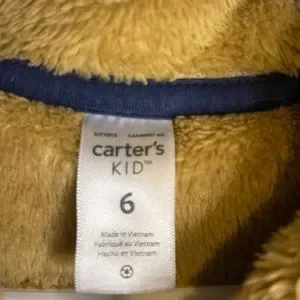 carter's
KID™
6
Made in Vietnam
Fabriqué au Vietnam
Hecho en Vietnam